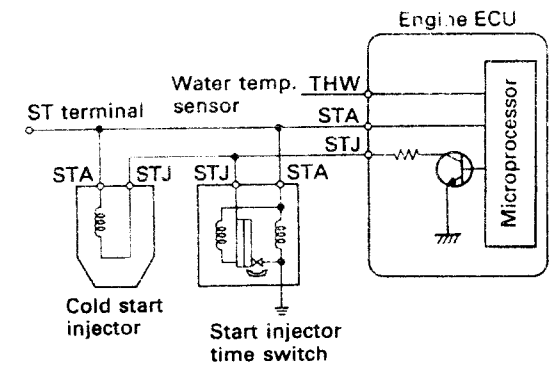 Engine ECU
Water temp. sensor
THW
ST terminal
STA
STJ
STA
STJ
STJ
STA
Microprocessor
Cold start
injector
Start injector
time switch